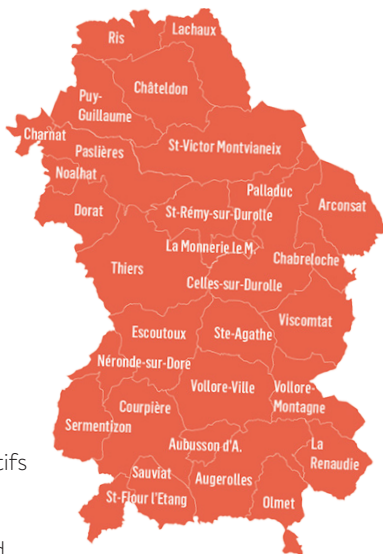 Ris
Lachaux
Châteldon
Puy-
Guillaume
Charnat
Paslières
St-Victor Montvianeix
Noalhat
Palladuc
Arconsat
Dorat
St-Rémy-sur-Durolle
La Monnerie le M.
Chabreloche
Thiers
Celles-sur-Durolle
Viscomtat
Escoutoux
Ste-Agathe
Néronde-sur-Dore
Vollore-Ville
Vollore-
Montagne
Courpière
Sermentizon
Aubusson d'A.
La
Renaudie
tifs
Sauviat
Augerolles
St-Flour l'Etang
Olmet